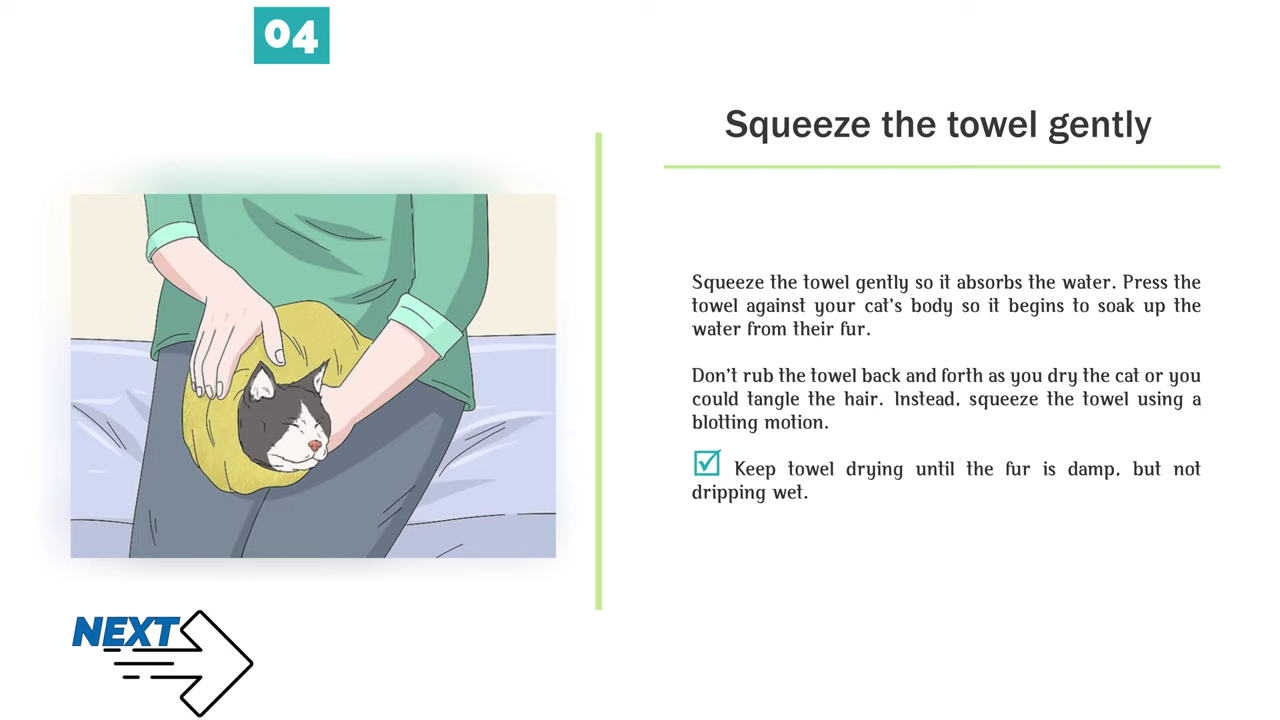 04
Squeeze the towel gently
Squeeze the towel gently so it absorbs the water. Press the
towel against your cat's body so it begins to soak up the
water from their fur.
Don't rub the towel back and forth as you dry the cat or you
could tangle the hair. Instead, squeeze the towel using a
blotting motion.
Keep towel drying until the fur is damp, but not
dripping wet.
NEXT